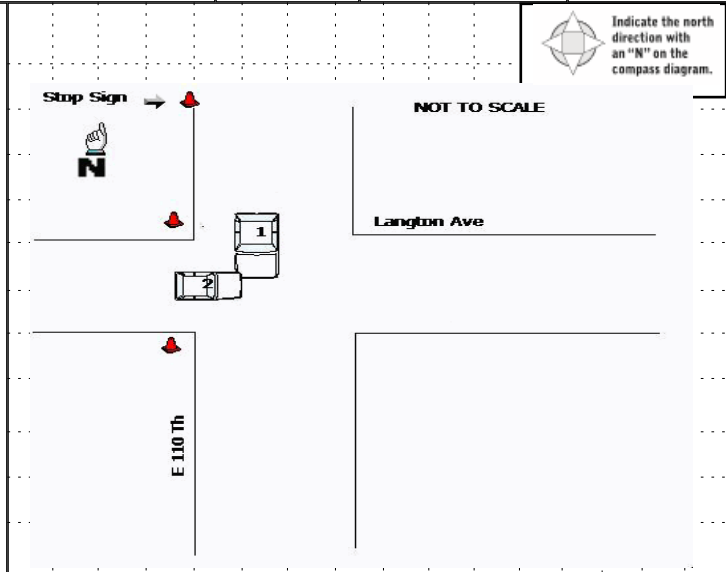 Indicate the north
direction with
an “N” on the
compass diagram.
Stop Sign
NOT TO SCALE
N
Langton Ave
1
2
E 110 Th